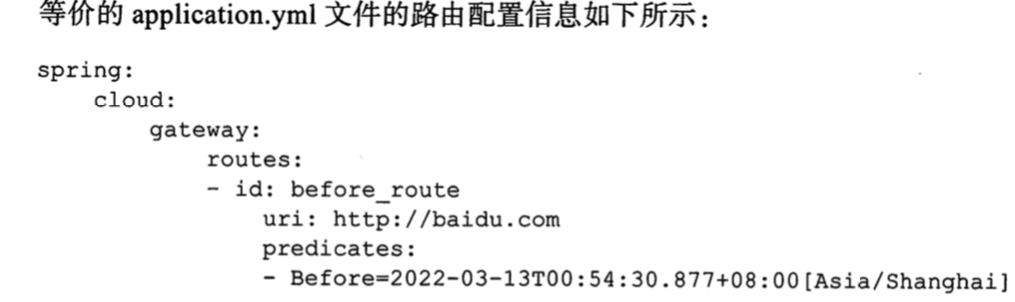 等价的 application.yml 文件的路由配置信息如下所示：
spring:
    cloud:
        gateway:
            routes:
            - id: before_route
                uri: http://baidu.com
                predicates:
                - Before=2022-03-13T00:54:30.877+08:00[Asia/Shanghai]